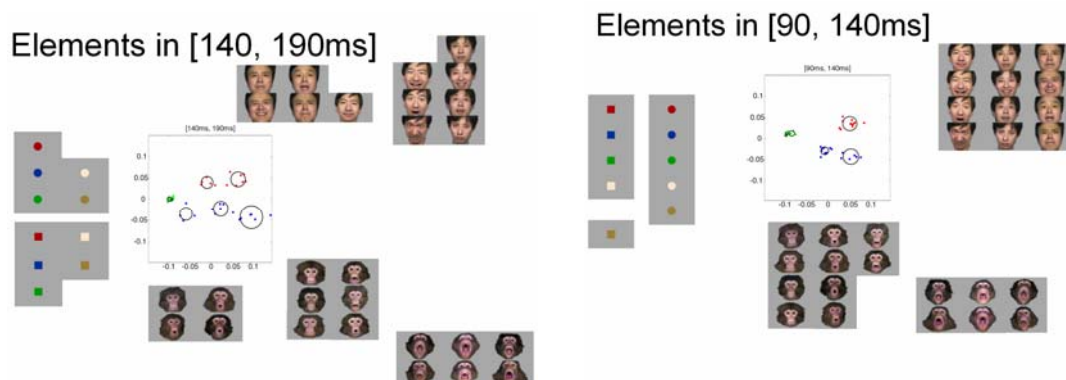 Elements in [140, 190ms]
[140ms, 190ms]
0.1
0.05
0
-0.05
-0.1
-0.1 -0.05 0 0.05 0.1
Elements in [90, 140ms]
[90ms, 140ms]
0.1
0.05
0
-0.05
-0.1
-0.1 -0.05 0 0.05 0.1